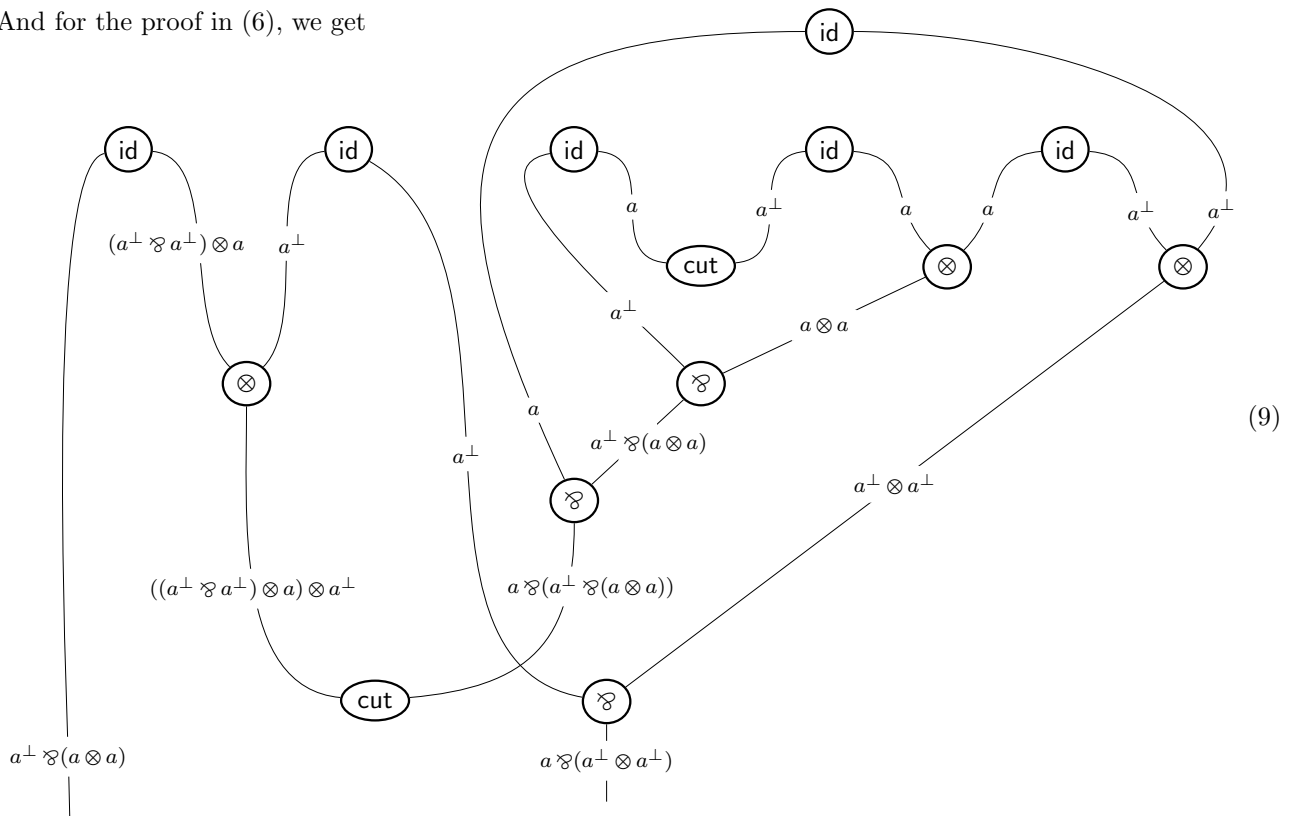 And for the proof in (6), we get
id
id id id id id
a a⊥ a a a⊥ a⊥
(a⊥ ⅋ a⊥) ⊗ a a⊥
cut ⊗ ⊗
a⊥
a ⊗ a
⊗ ⅋
a
(9)
a⊥ ⅋(a ⊗ a)
a⊥
a⊥ ⊗ a⊥
⅋
((a⊥ ⅋ a⊥) ⊗ a) ⊗ a⊥ a ⅋(a⊥ ⅋(a ⊗ a))
cut ⅋
a⊥ ⅋(a ⊗ a) a ⅋(a⊥ ⊗ a⊥)